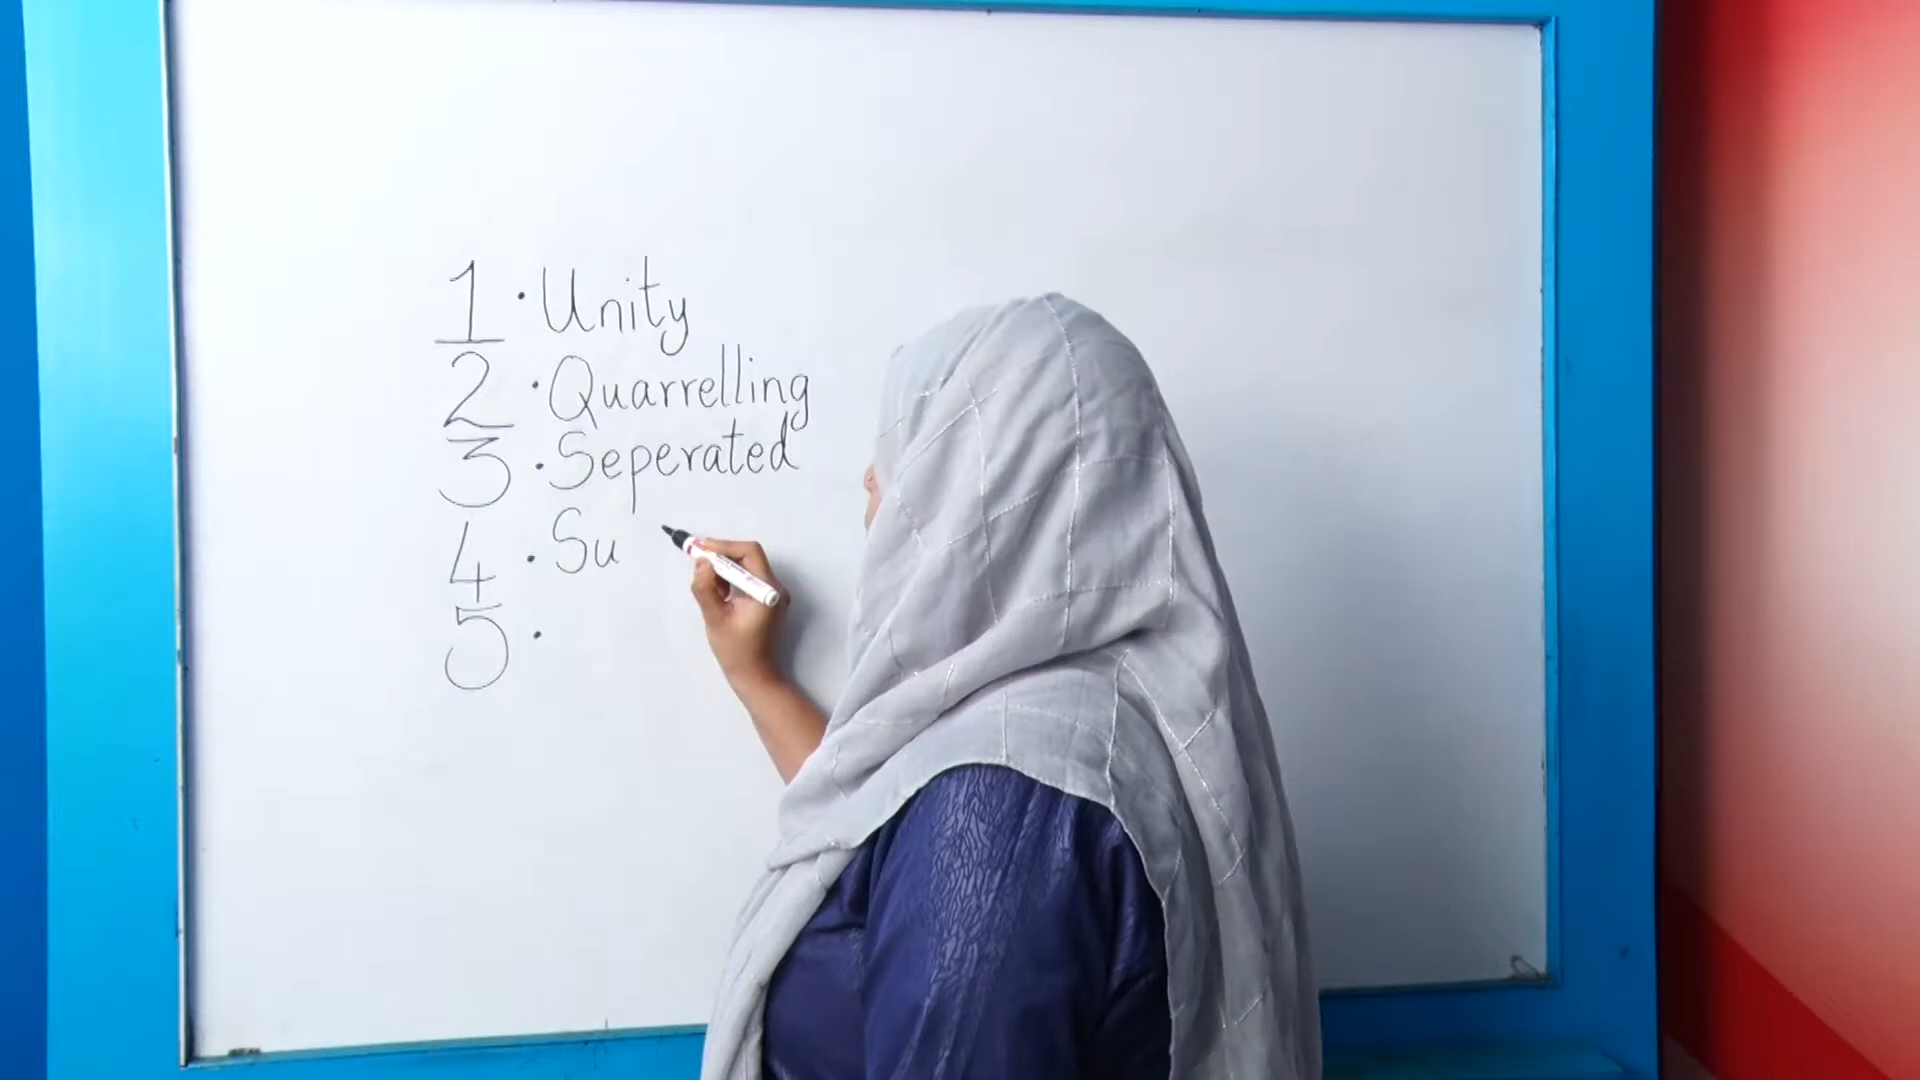 1 · Unity
2 · Quarrelling
3 · Seperated
4 · Su
5 ·